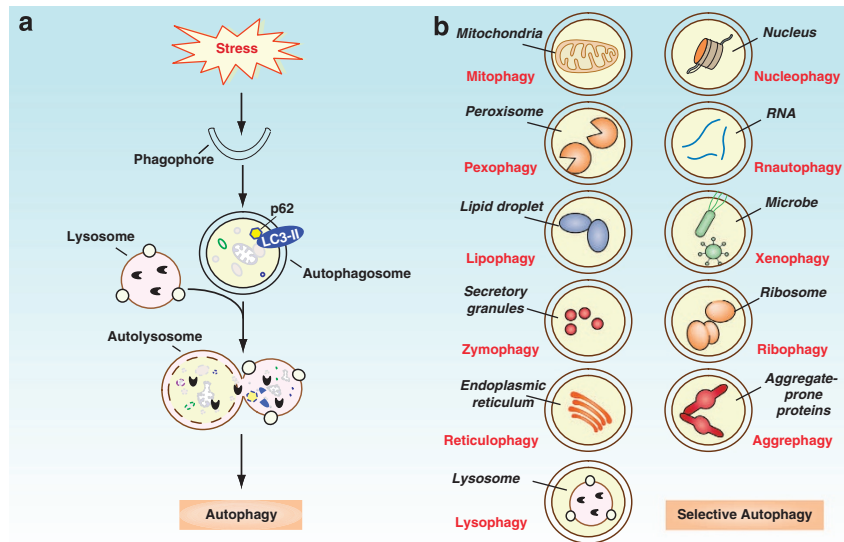 a
Stress
Phagophore
p62
LC3-II
Lysosome
Autophagosome
Autolysosome
Autophagy
b
Mitochondria
Mitophagy
Nucleus
Nucleophagy
Peroxisome
Pexophagy
RNA
Rnautophagy
Lipid droplet
Lipophagy
Microbe
Xenophagy
Secretory
granules
Zymophagy
Ribosome
Ribophagy
Endoplasmic
reticulum
Reticulophagy
Aggregate-
prone
proteins
Aggrephagy
Lysosome
Lysophagy
Selective Autophagy